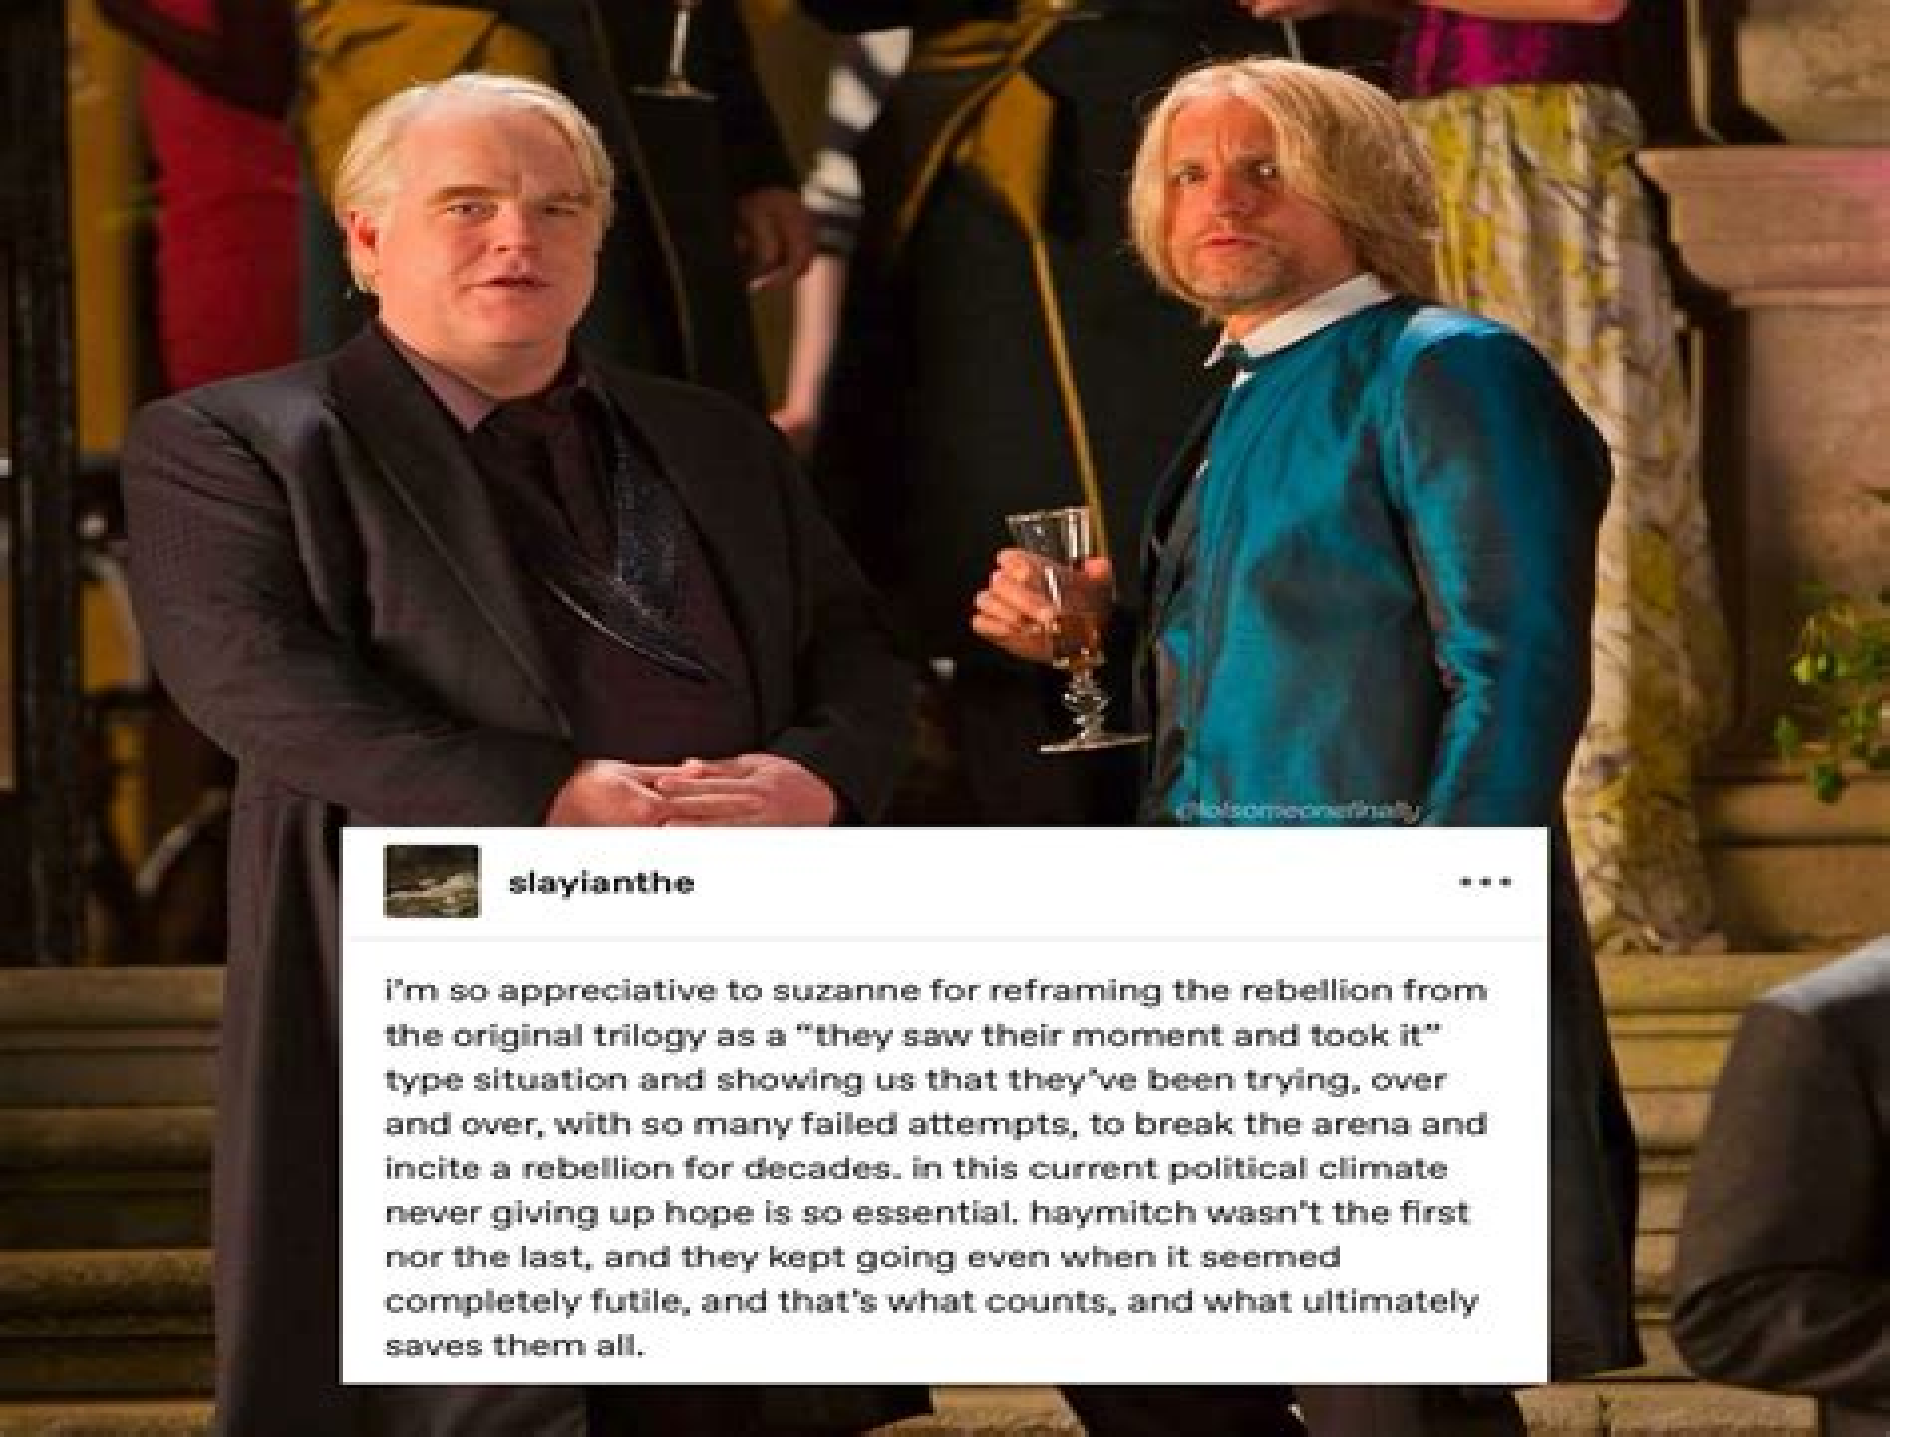 @lolsomeonefinally
slayianthe
i'm so appreciative to suzanne for reframing the rebellion from
the original trilogy as a “they saw their moment and took it”
type situation and showing us that they've been trying, over
and over, with so many failed attempts, to break the arena and
incite a rebellion for decades. in this current political climate
never giving up hope is so essential. haymitch wasn't the first
nor the last, and they kept going even when it seemed
completely futile, and that's what counts, and what ultimately
saves them all.